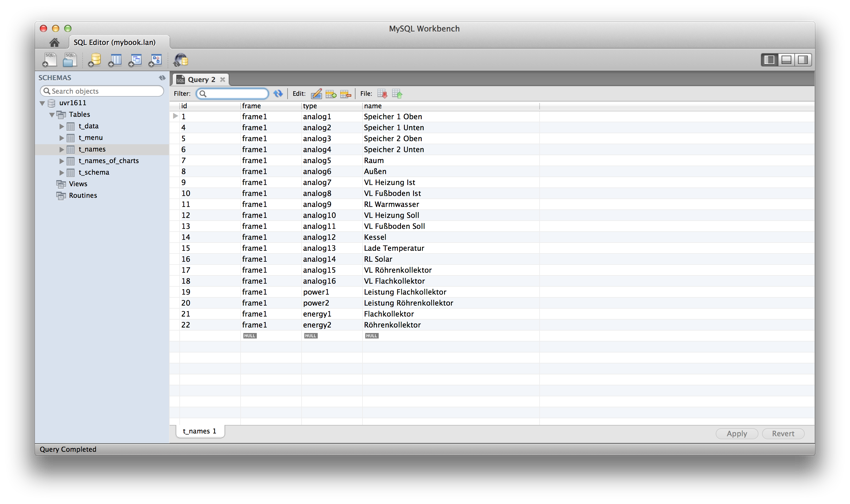 MySQL Workbench
SQL Editor (mybook.lan)
SCHEMAS
Search objects
uvr1611
Tables
t_data
t_menu
t_names
t_names_of_charts
t_schema
Views
Routines
Query 2
Filter: Edit: File:
id frame type name
1 frame1 analog1 Speicher 1 Oben
4 frame1 analog2 Speicher 1 Unten
5 frame1 analog3 Speicher 2 Oben
6 frame1 analog4 Speicher 2 Unten
7 frame1 analog5 Raum
8 frame1 analog6 Außen
9 frame1 analog7 VL Heizung Ist
10 frame1 analog8 VL Fußboden Ist
11 frame1 analog9 RL Warmwasser
12 frame1 analog10 VL Heizung Soll
13 frame1 analog11 VL Fußboden Soll
14 frame1 analog12 Kessel
15 frame1 analog13 Lade Temperatur
16 frame1 analog14 RL Solar
17 frame1 analog15 VL Röhrenkollektor
18 frame1 analog16 VL Flachkollektor
19 frame1 power1 Leistung Flachkollektor
20 frame1 power2 Leistung Röhrenkollektor
21 frame1 energy1 Flachkollektor
22 frame1 energy2 Röhrenkollektor
NULL NULL NULL
t_names 1
Apply Revert
Query Completed